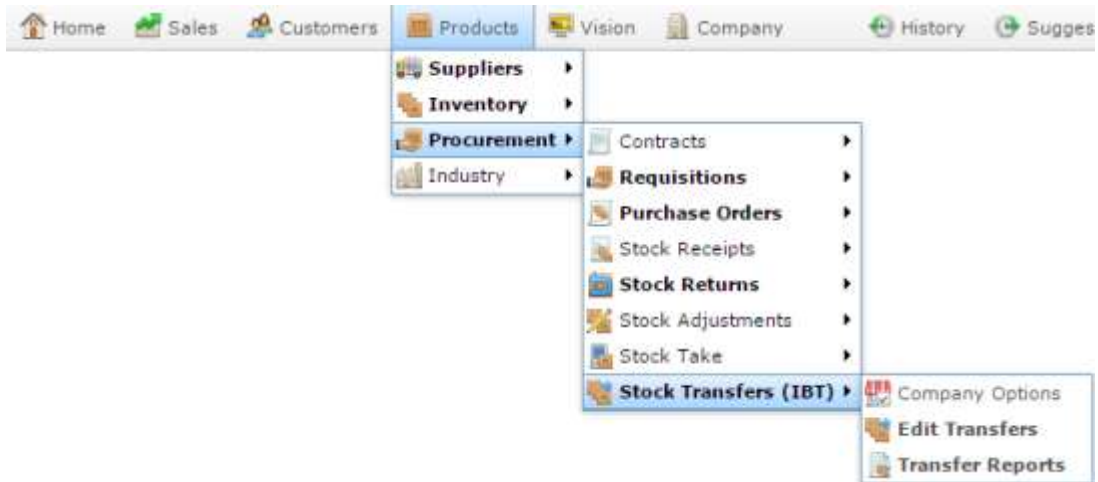 Home Sales Customers Products Vision Company History Sugges
Suppliers
Inventory
Procurement
Industry
Contracts
Requisitions
Purchase Orders
Stock Receipts
Stock Returns
Stock Adjustments
Stock Take
Stock Transfers (IBT)
Company Options
Edit Transfers
Transfer Reports